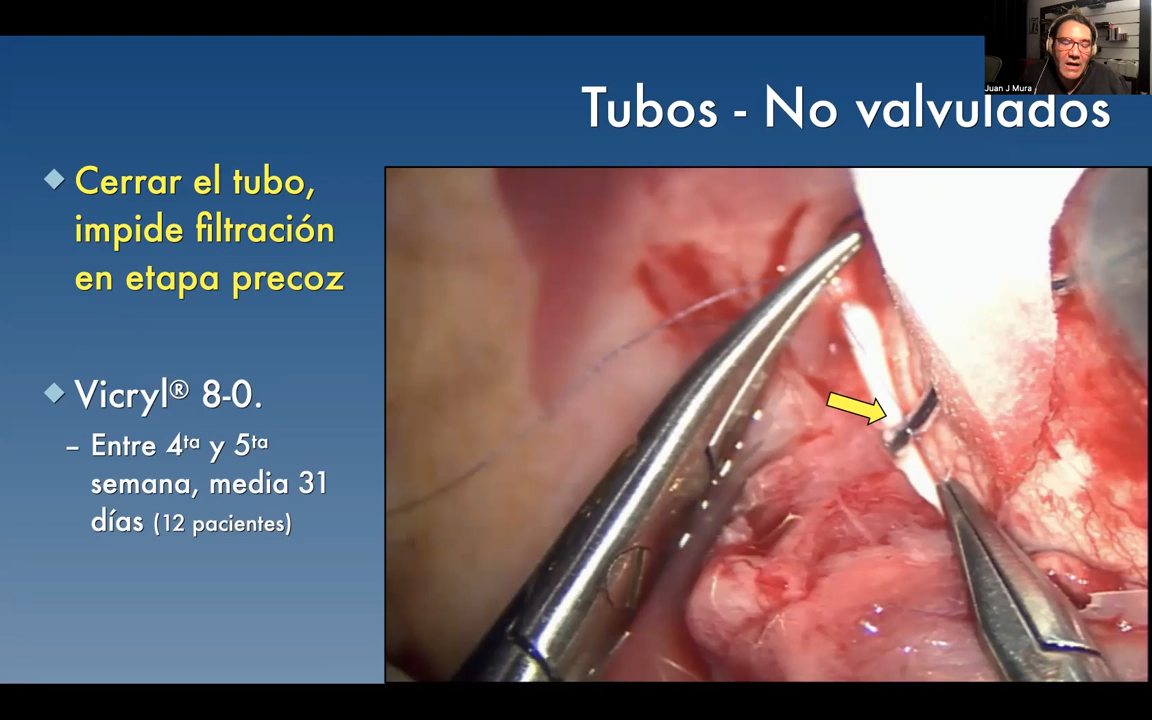 Juan J Mura
Tubos - No valvulados
◆ Cerrar el tubo,
impide filtración
en etapa precoz
◆ Vicryl® 8-0.
– Entre 4ᵗᵃ y 5ᵗᵃ
semana, media 31
días (12 pacientes)